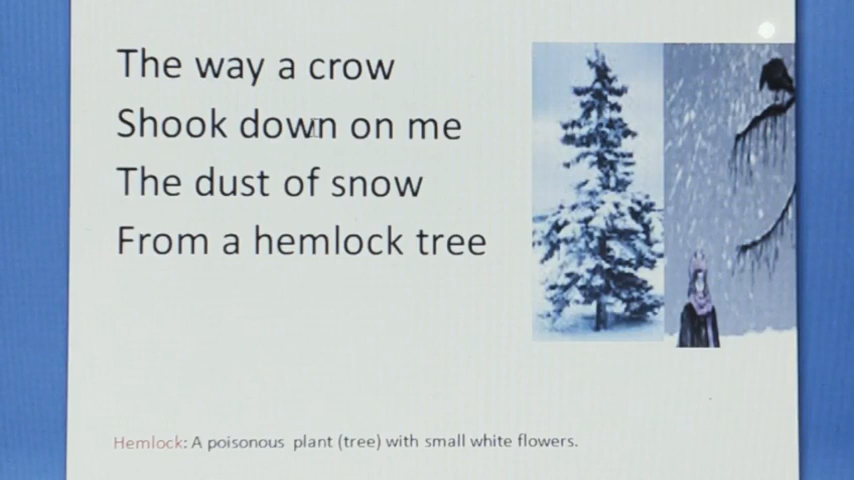 The way a crow
Shook down on me
The dust of snow
From a hemlock tree
Hemlock: A poisonous plant (tree) with small white flowers.